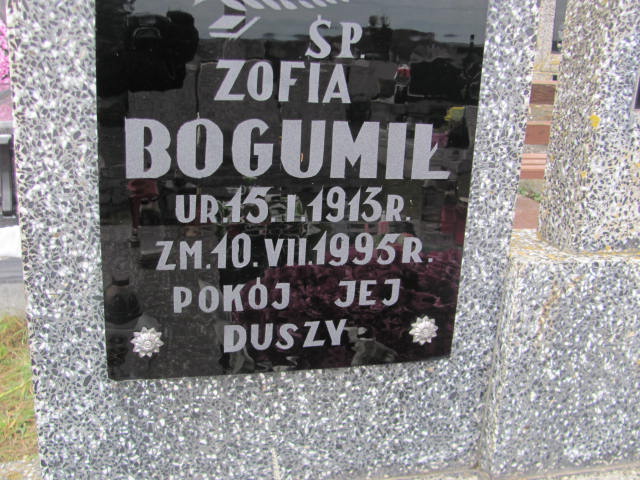 ŚP.
ZOFIA
BOGUMIŁ
UR.15.I.1913R.
ZM.10.VII.1995R.
POKÓJ JEJ
DUSZY